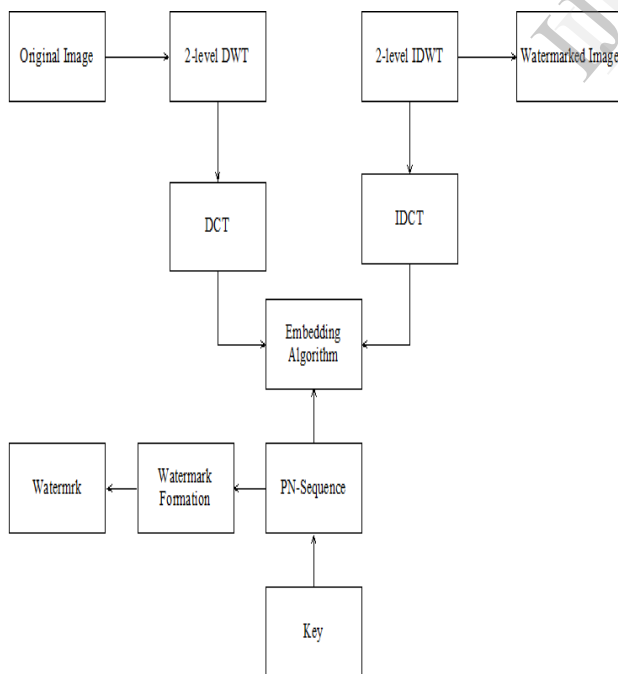 Original Image
2-level DWT
2-level IDWT
Watermarked Image
DCT
IDCT
Embedding
Algorithm
Watermrk
Watermark
Formation
PN-Sequence
Key